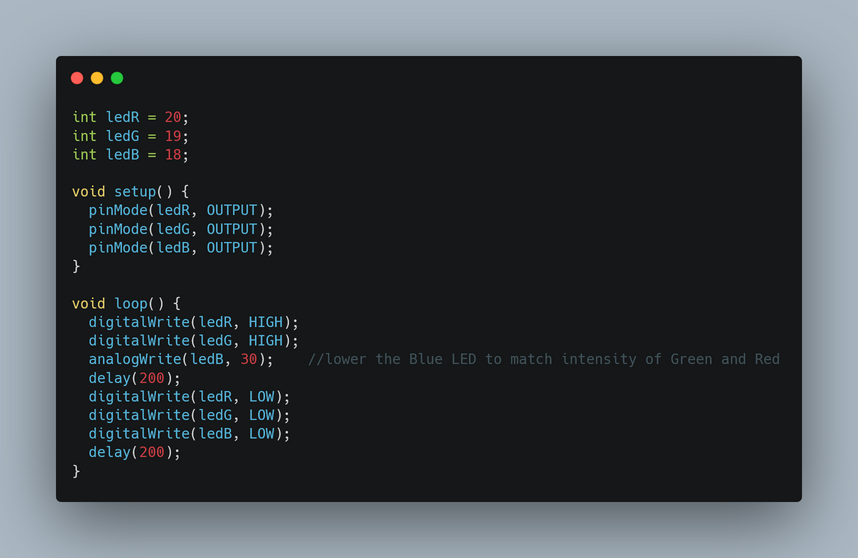 int ledR = 20;
int ledG = 19;
int ledB = 18;

void setup() {
  pinMode(ledR, OUTPUT);
  pinMode(ledG, OUTPUT);
  pinMode(ledB, OUTPUT);
}

void loop() {
  digitalWrite(ledR, HIGH);
  digitalWrite(ledG, HIGH);
  analogWrite(ledB, 30);    //lower the Blue LED to match intensity of Green and Red
  delay(200);
  digitalWrite(ledR, LOW);
  digitalWrite(ledG, LOW);
  digitalWrite(ledB, LOW);
  delay(200);
}